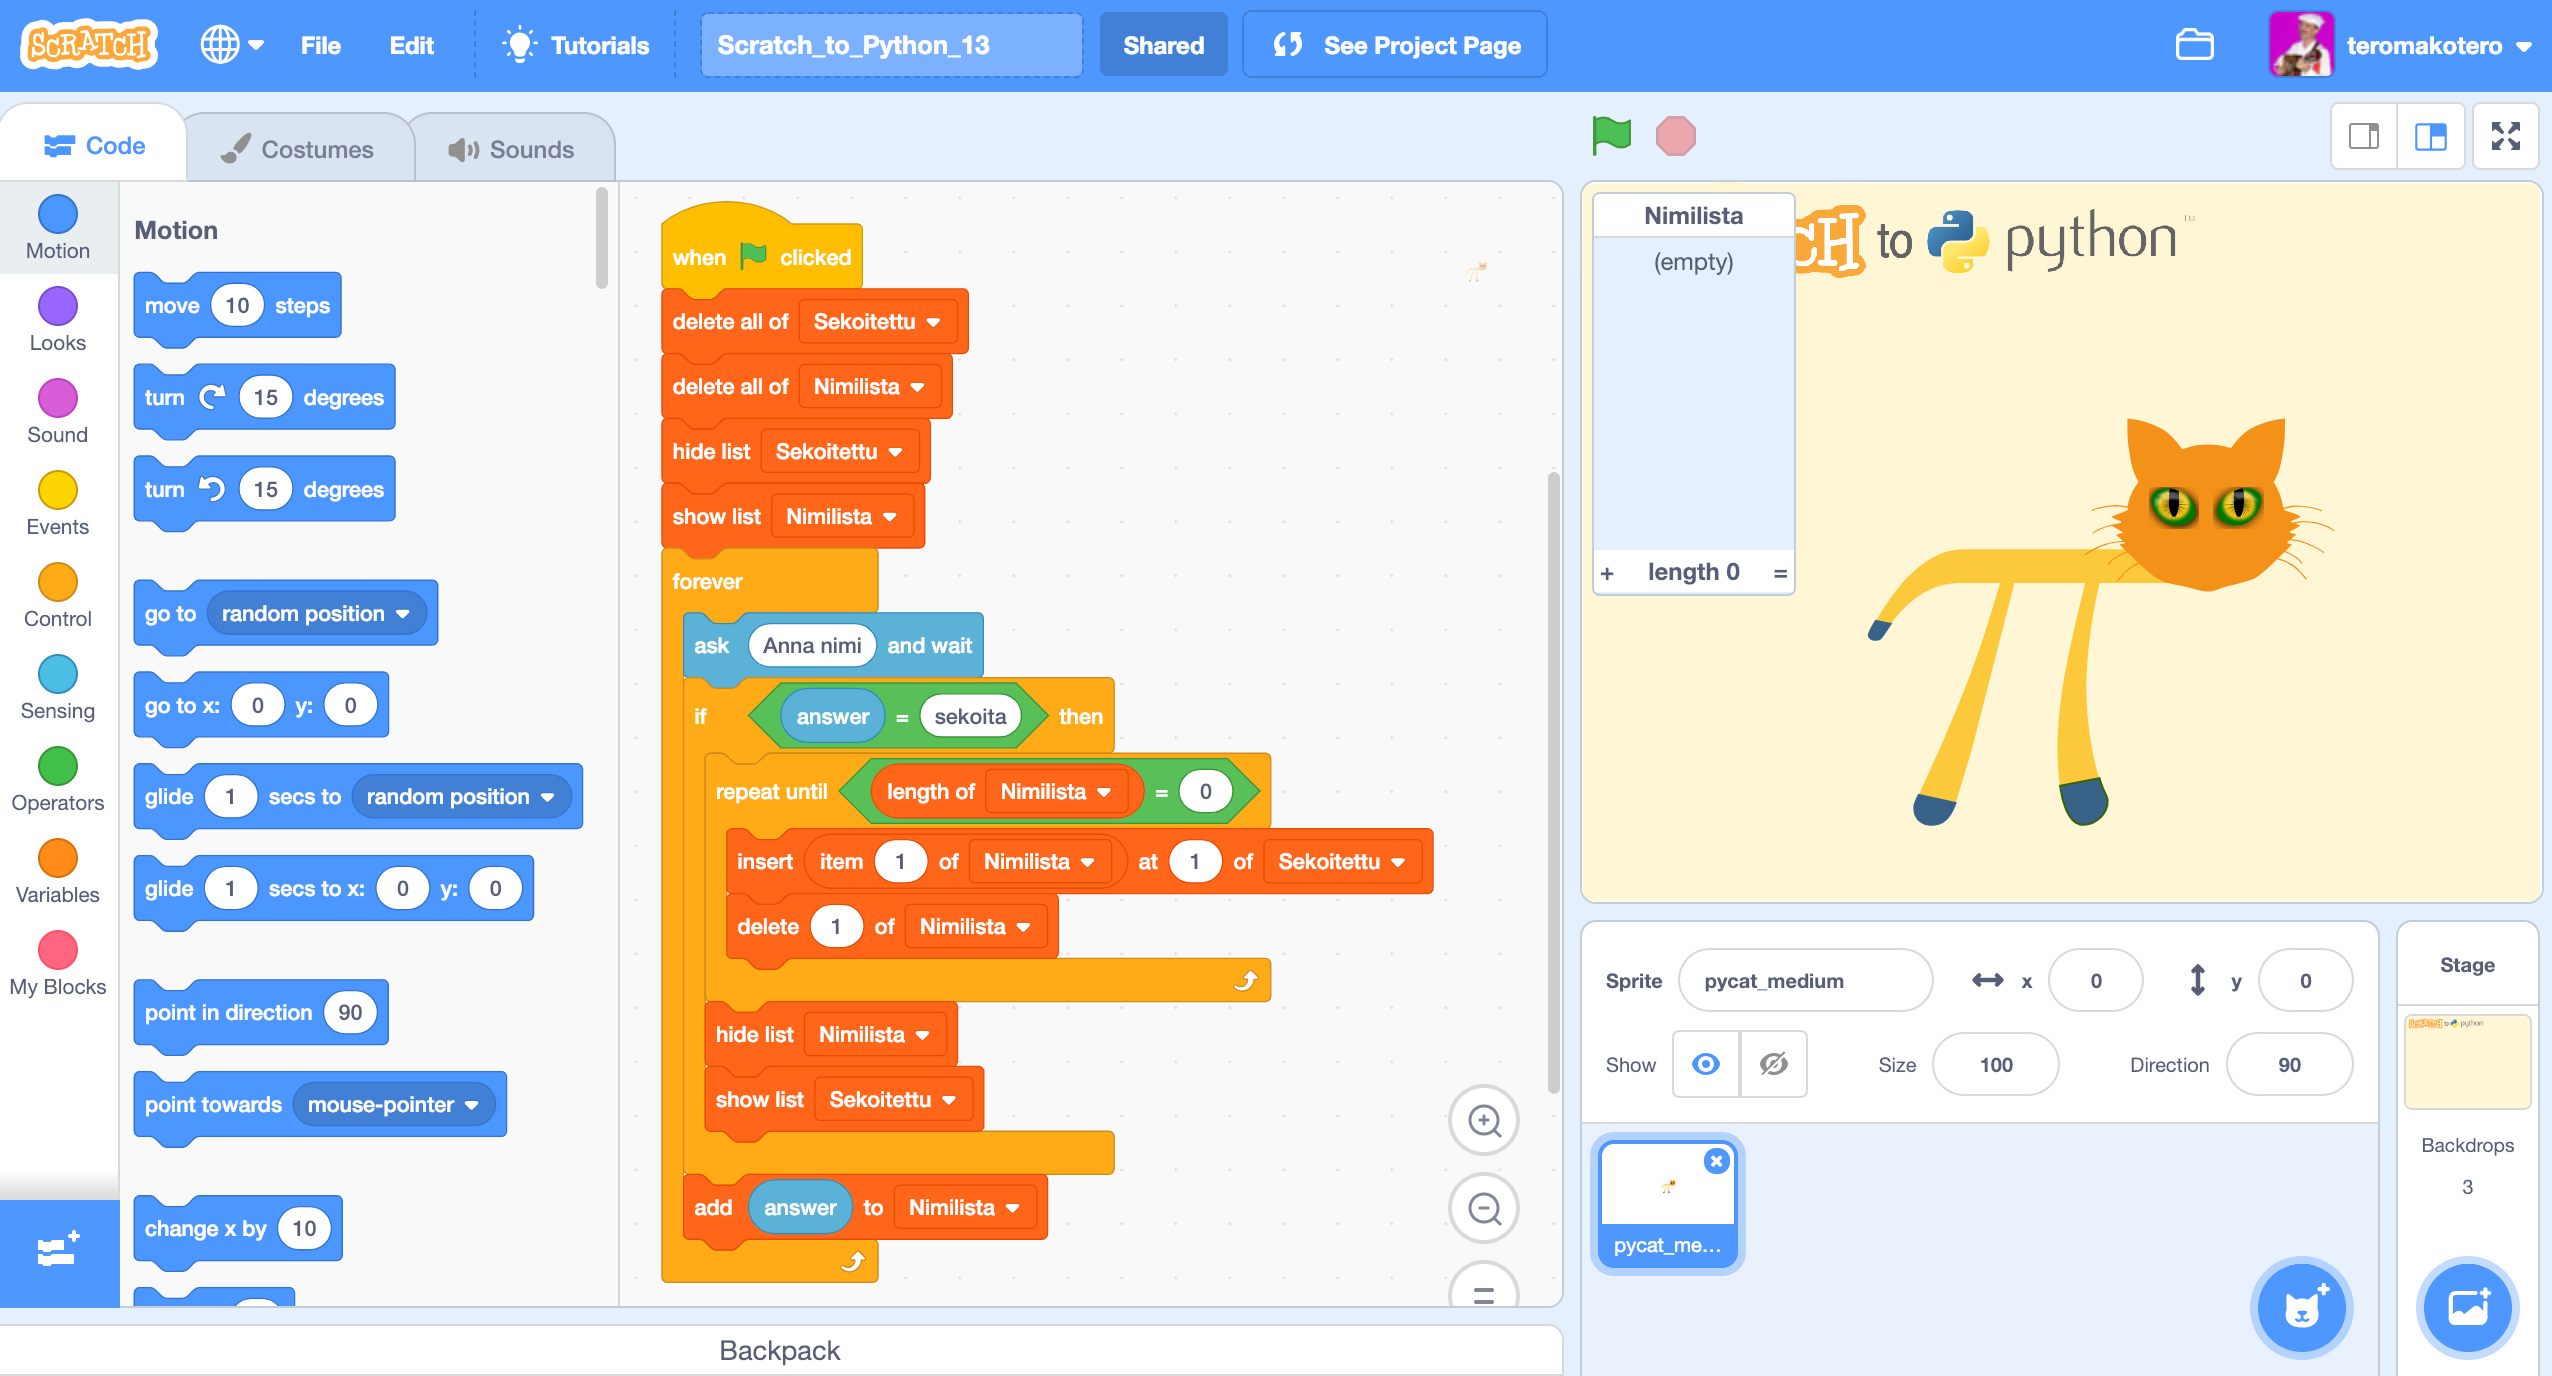 SCRATCH File Edit Tutorials Scratch_to_Python_13 Shared See Project Page teromakotero
Code Costumes Sounds
Motion
Looks
Sound
Events
Control
Sensing
Operators
Variables
My Blocks
Motion
move 10 steps
turn 15 degrees
turn 15 degrees
go to random position
go to x: 0 y: 0
glide 1 secs to random position
glide 1 secs to x: 0 y: 0
point in direction 90
point towards mouse-pointer
change x by 10
when clicked
delete all of Sekoitettu
delete all of Nimilista
hide list Sekoitettu
show list Nimilista
forever
ask Anna nimi and wait
if answer = sekoita then
repeat until length of Nimilista = 0
insert item 1 of Nimilista at 1 of Sekoitettu
delete 1 of Nimilista
hide list Nimilista
show list Sekoitettu
add answer to Nimilista
Backpack
Nimilista
(empty)
+ length 0 =
CH to python™
Sprite pycat_medium x 0 y 0
Show Size 100 Direction 90
pycat_me...
Stage
SCRATCH to python
Backdrops
3